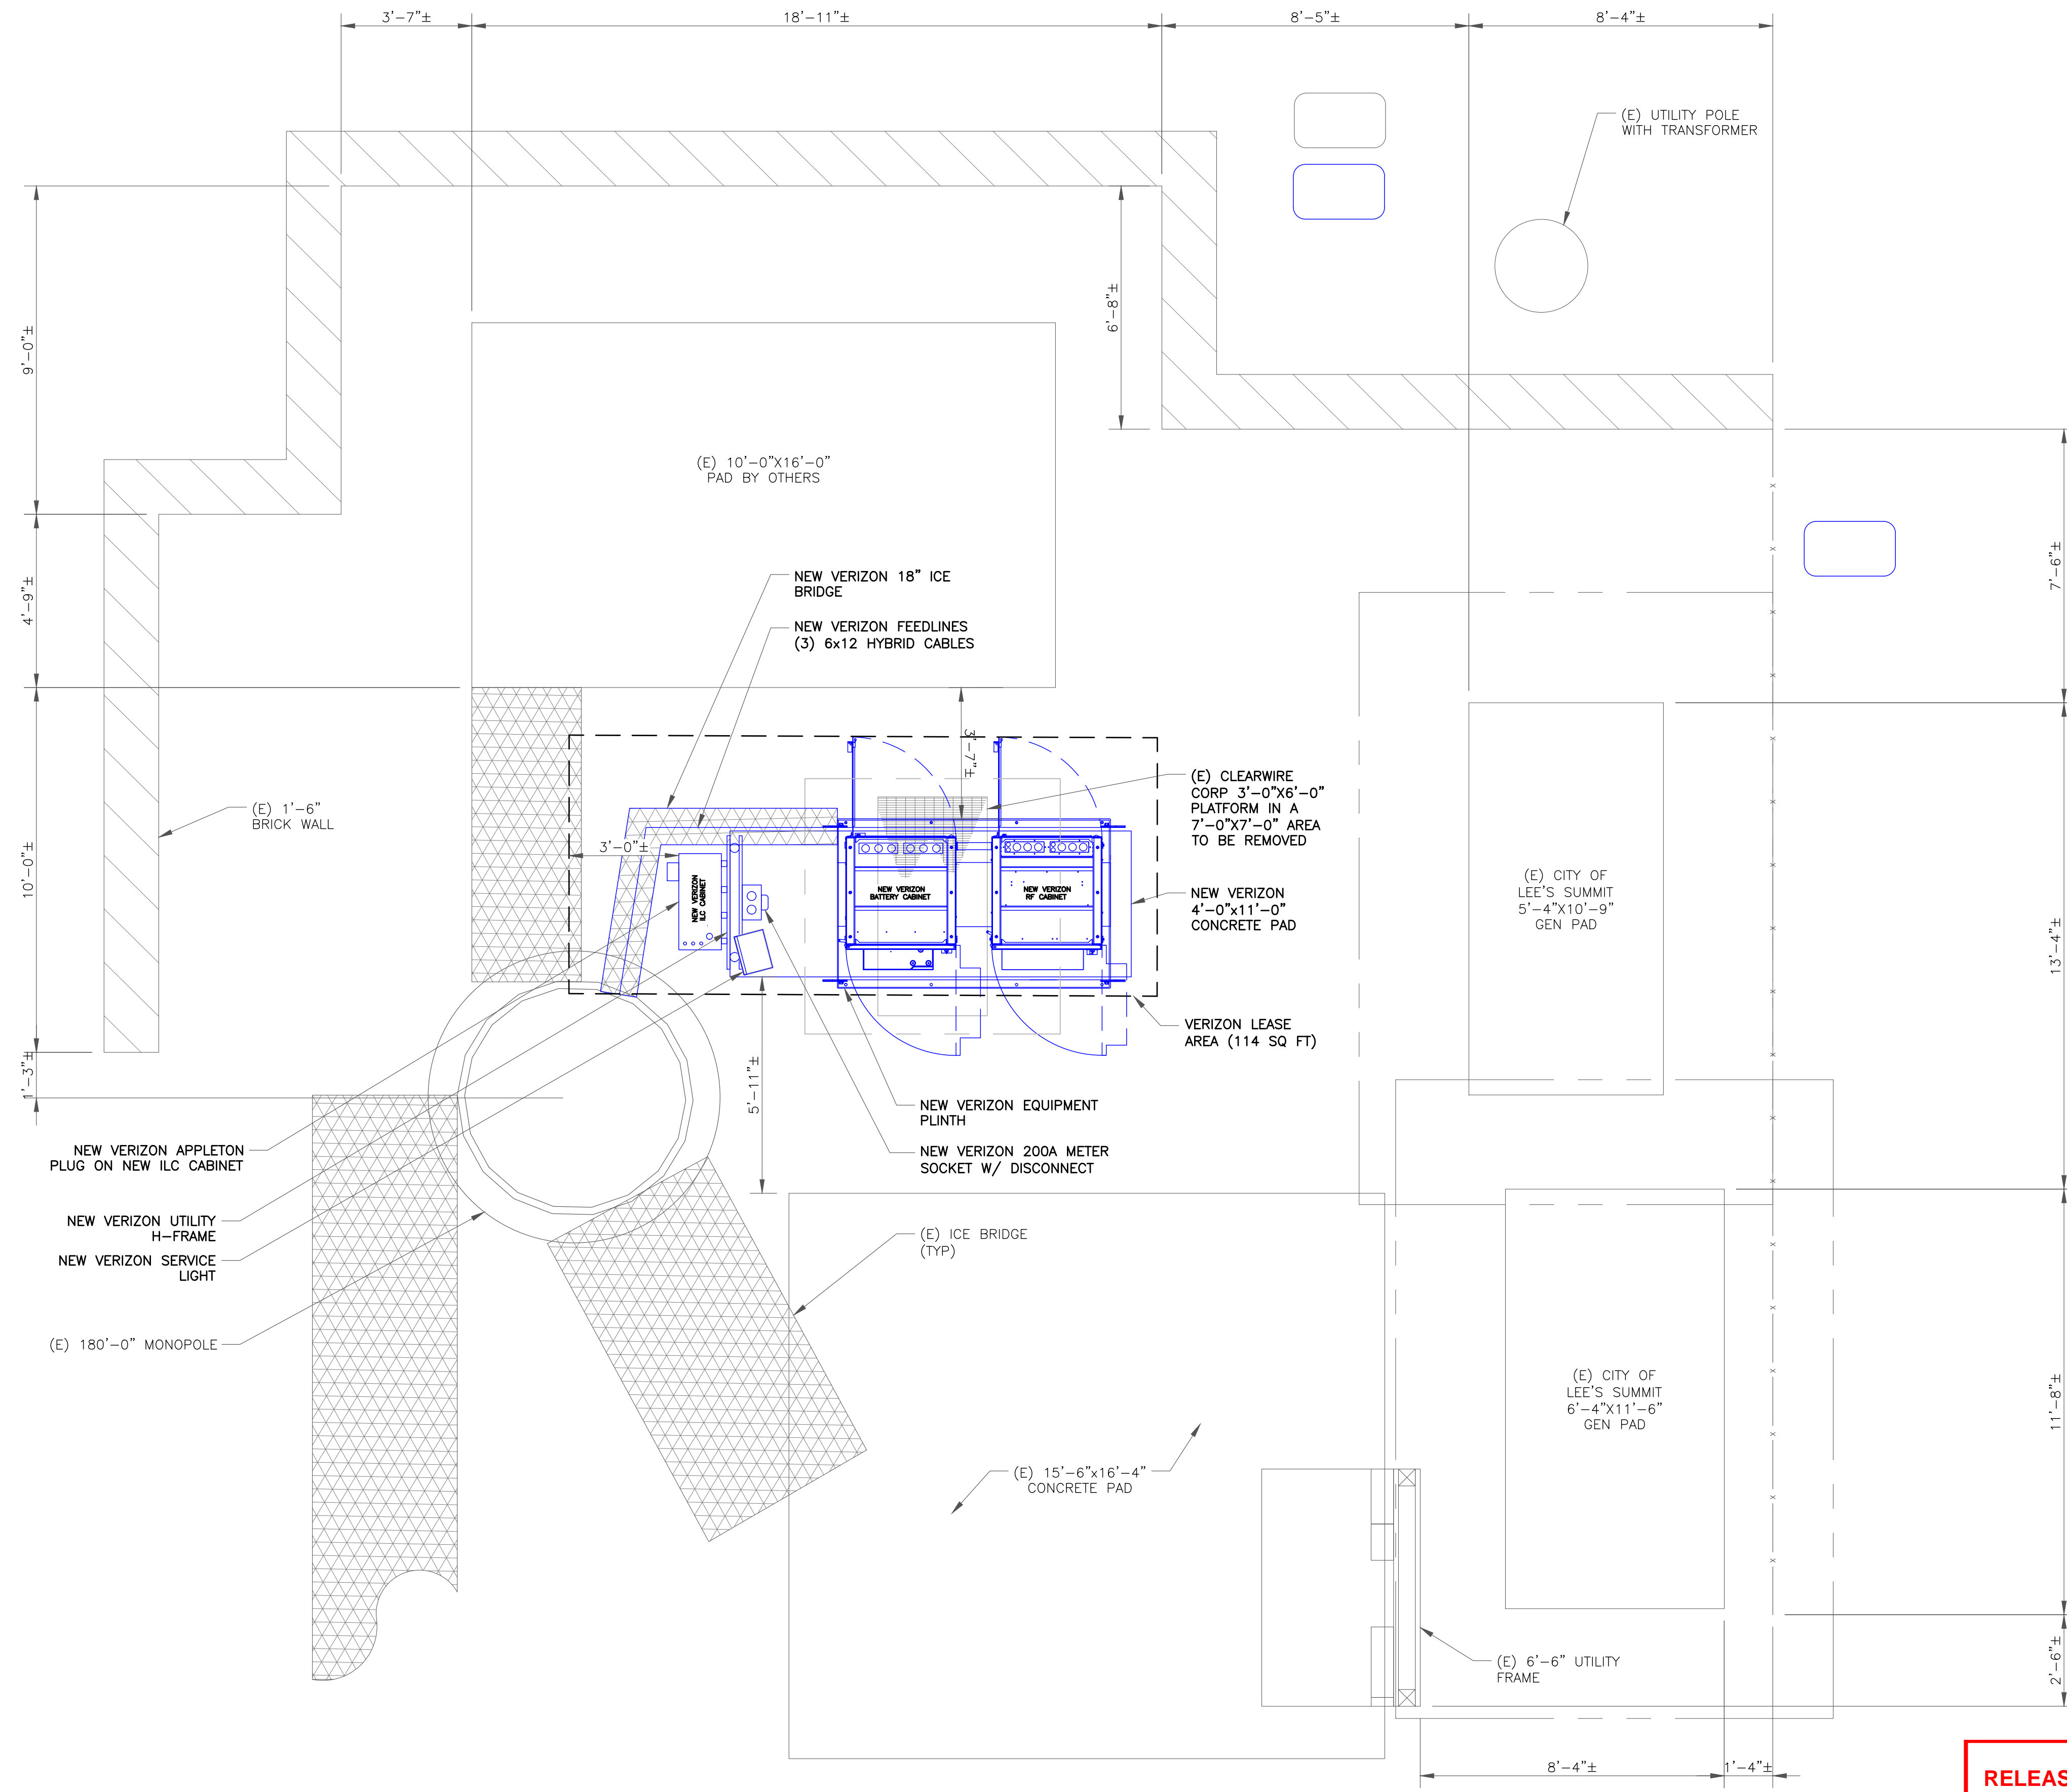 3'-7"±
18'-11"±
8'-5"±
8'-4"±
(E) UTILITY POLE
WITH TRANSFORMER
6'-8"±
9'-0"±
(E) 10'-0"X16'-0"
PAD BY OTHERS
7'-6"±
4'-9"±
NEW VERIZON 18" ICE
BRIDGE
NEW VERIZON FEEDLINES
(3) 6x12 HYBRID CABLES
3'-7"±
(E) CLEARWIRE
CORP 3'-0"X6'-0"
PLATFORM IN A
7'-0"X7'-0" AREA
TO BE REMOVED
(E) 1'-6"
BRICK WALL
3'-0"±
10'-0"±
NEW VERIZON
ILC CABINET
NEW VERIZON
BATTERY CABINET
NEW VERIZON
RF CABINET
NEW VERIZON
4'-0"x11'-0"
CONCRETE PAD
(E) CITY OF
LEE'S SUMMIT
5'-4"X10'-9"
GEN PAD
13'-4"±
VERIZON LEASE
AREA (114 SQ FT)
1'-3"±
5'-11"±
NEW VERIZON EQUIPMENT
PLINTH
NEW VERIZON APPLETON
PLUG ON NEW ILC CABINET
NEW VERIZON 200A METER
SOCKET W/ DISCONNECT
NEW VERIZON UTILITY
H-FRAME
NEW VERIZON SERVICE
LIGHT
(E) ICE BRIDGE
(TYP)
(E) 180'-0" MONOPOLE
(E) CITY OF
LEE'S SUMMIT
6'-4"X11'-6"
GEN PAD
11'-8"±
(E) 15'-6"x16'-4"
CONCRETE PAD
(E) 6'-6" UTILITY
FRAME
2'-6"±
8'-4"±
1'-4"±
RELEAS